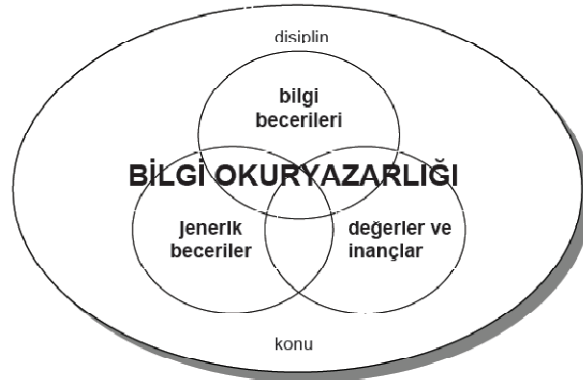 disiplin
bilgi
becerileri
BİLGİ OKURYAZARLIĞI
jenerik
beceriler
değerler ve
inançlar
konu